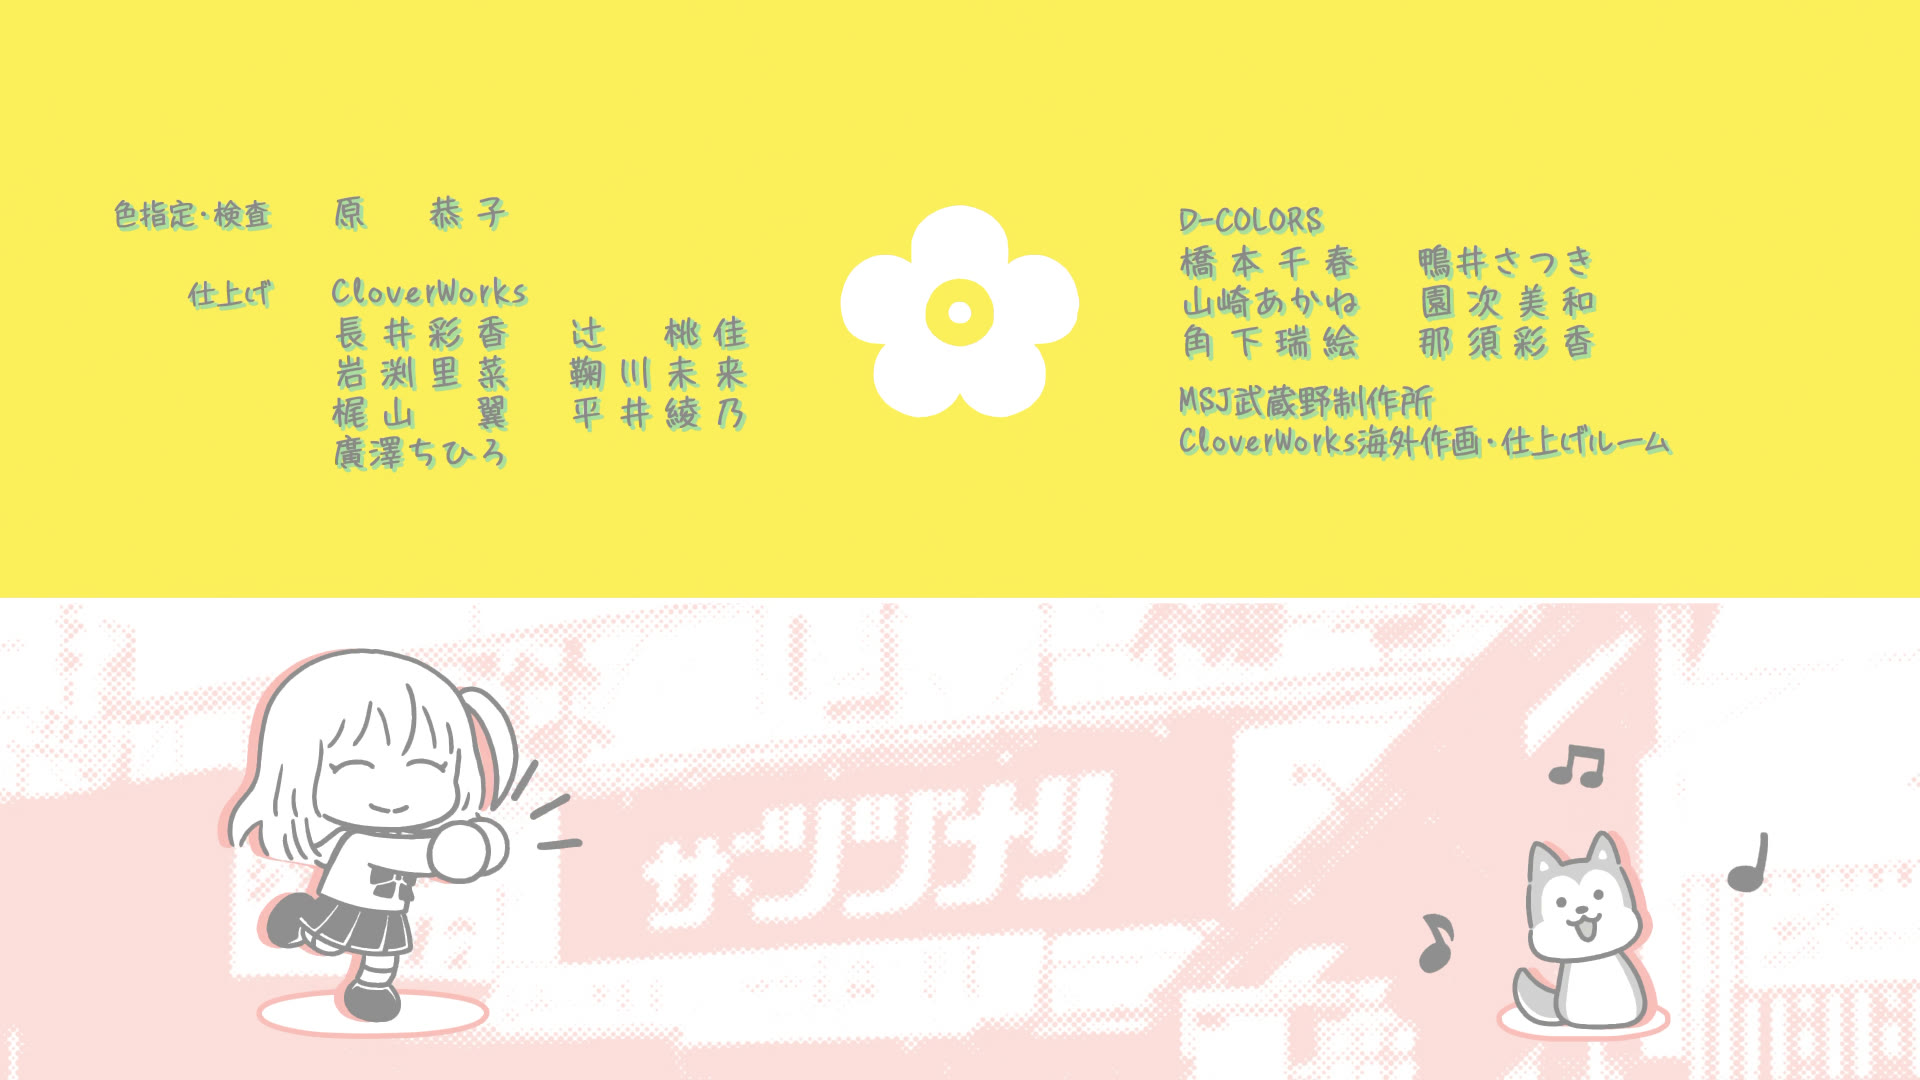 色指定・検査 原 恭子
仕上げ CloverWorks
長井彩香 辻 桃佳
岩渕里菜 鞠川未来
梶山 翼 平井綾乃
廣澤ちひろ
D-COLORS
橋本千春 鴨井さつき
山崎あかね 園次美和
角下瑞絵 那須彩香
MSJ武蔵野制作所
CloverWorks海外作画・仕上げルーム